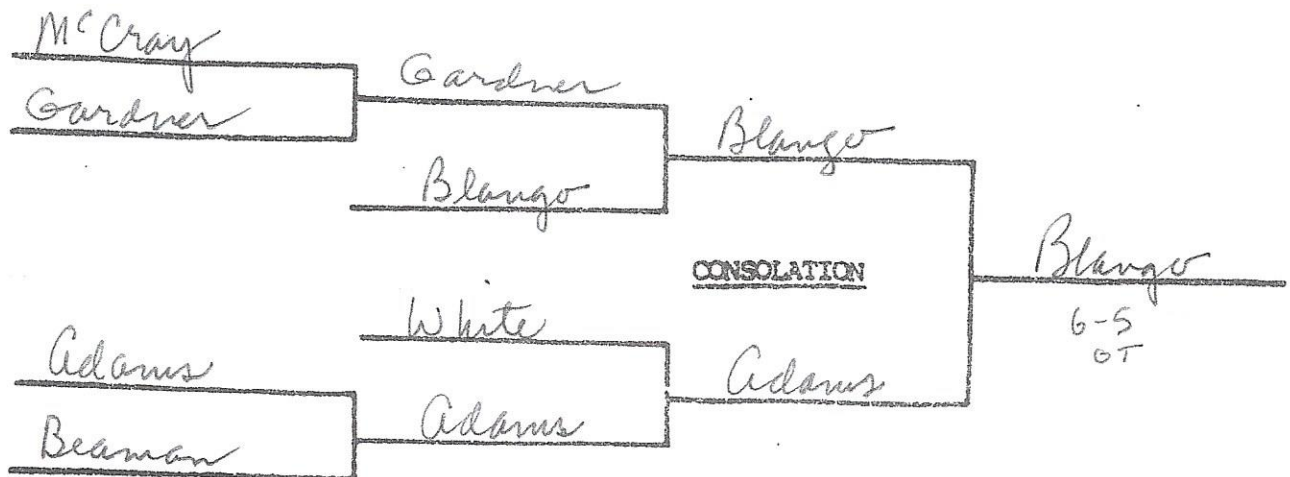 McCray
Gardner
Gardner
Blango
Blango
CONSOLATION
Blango
6-5
OT
White
Adams
Adams
Adams
Beaman